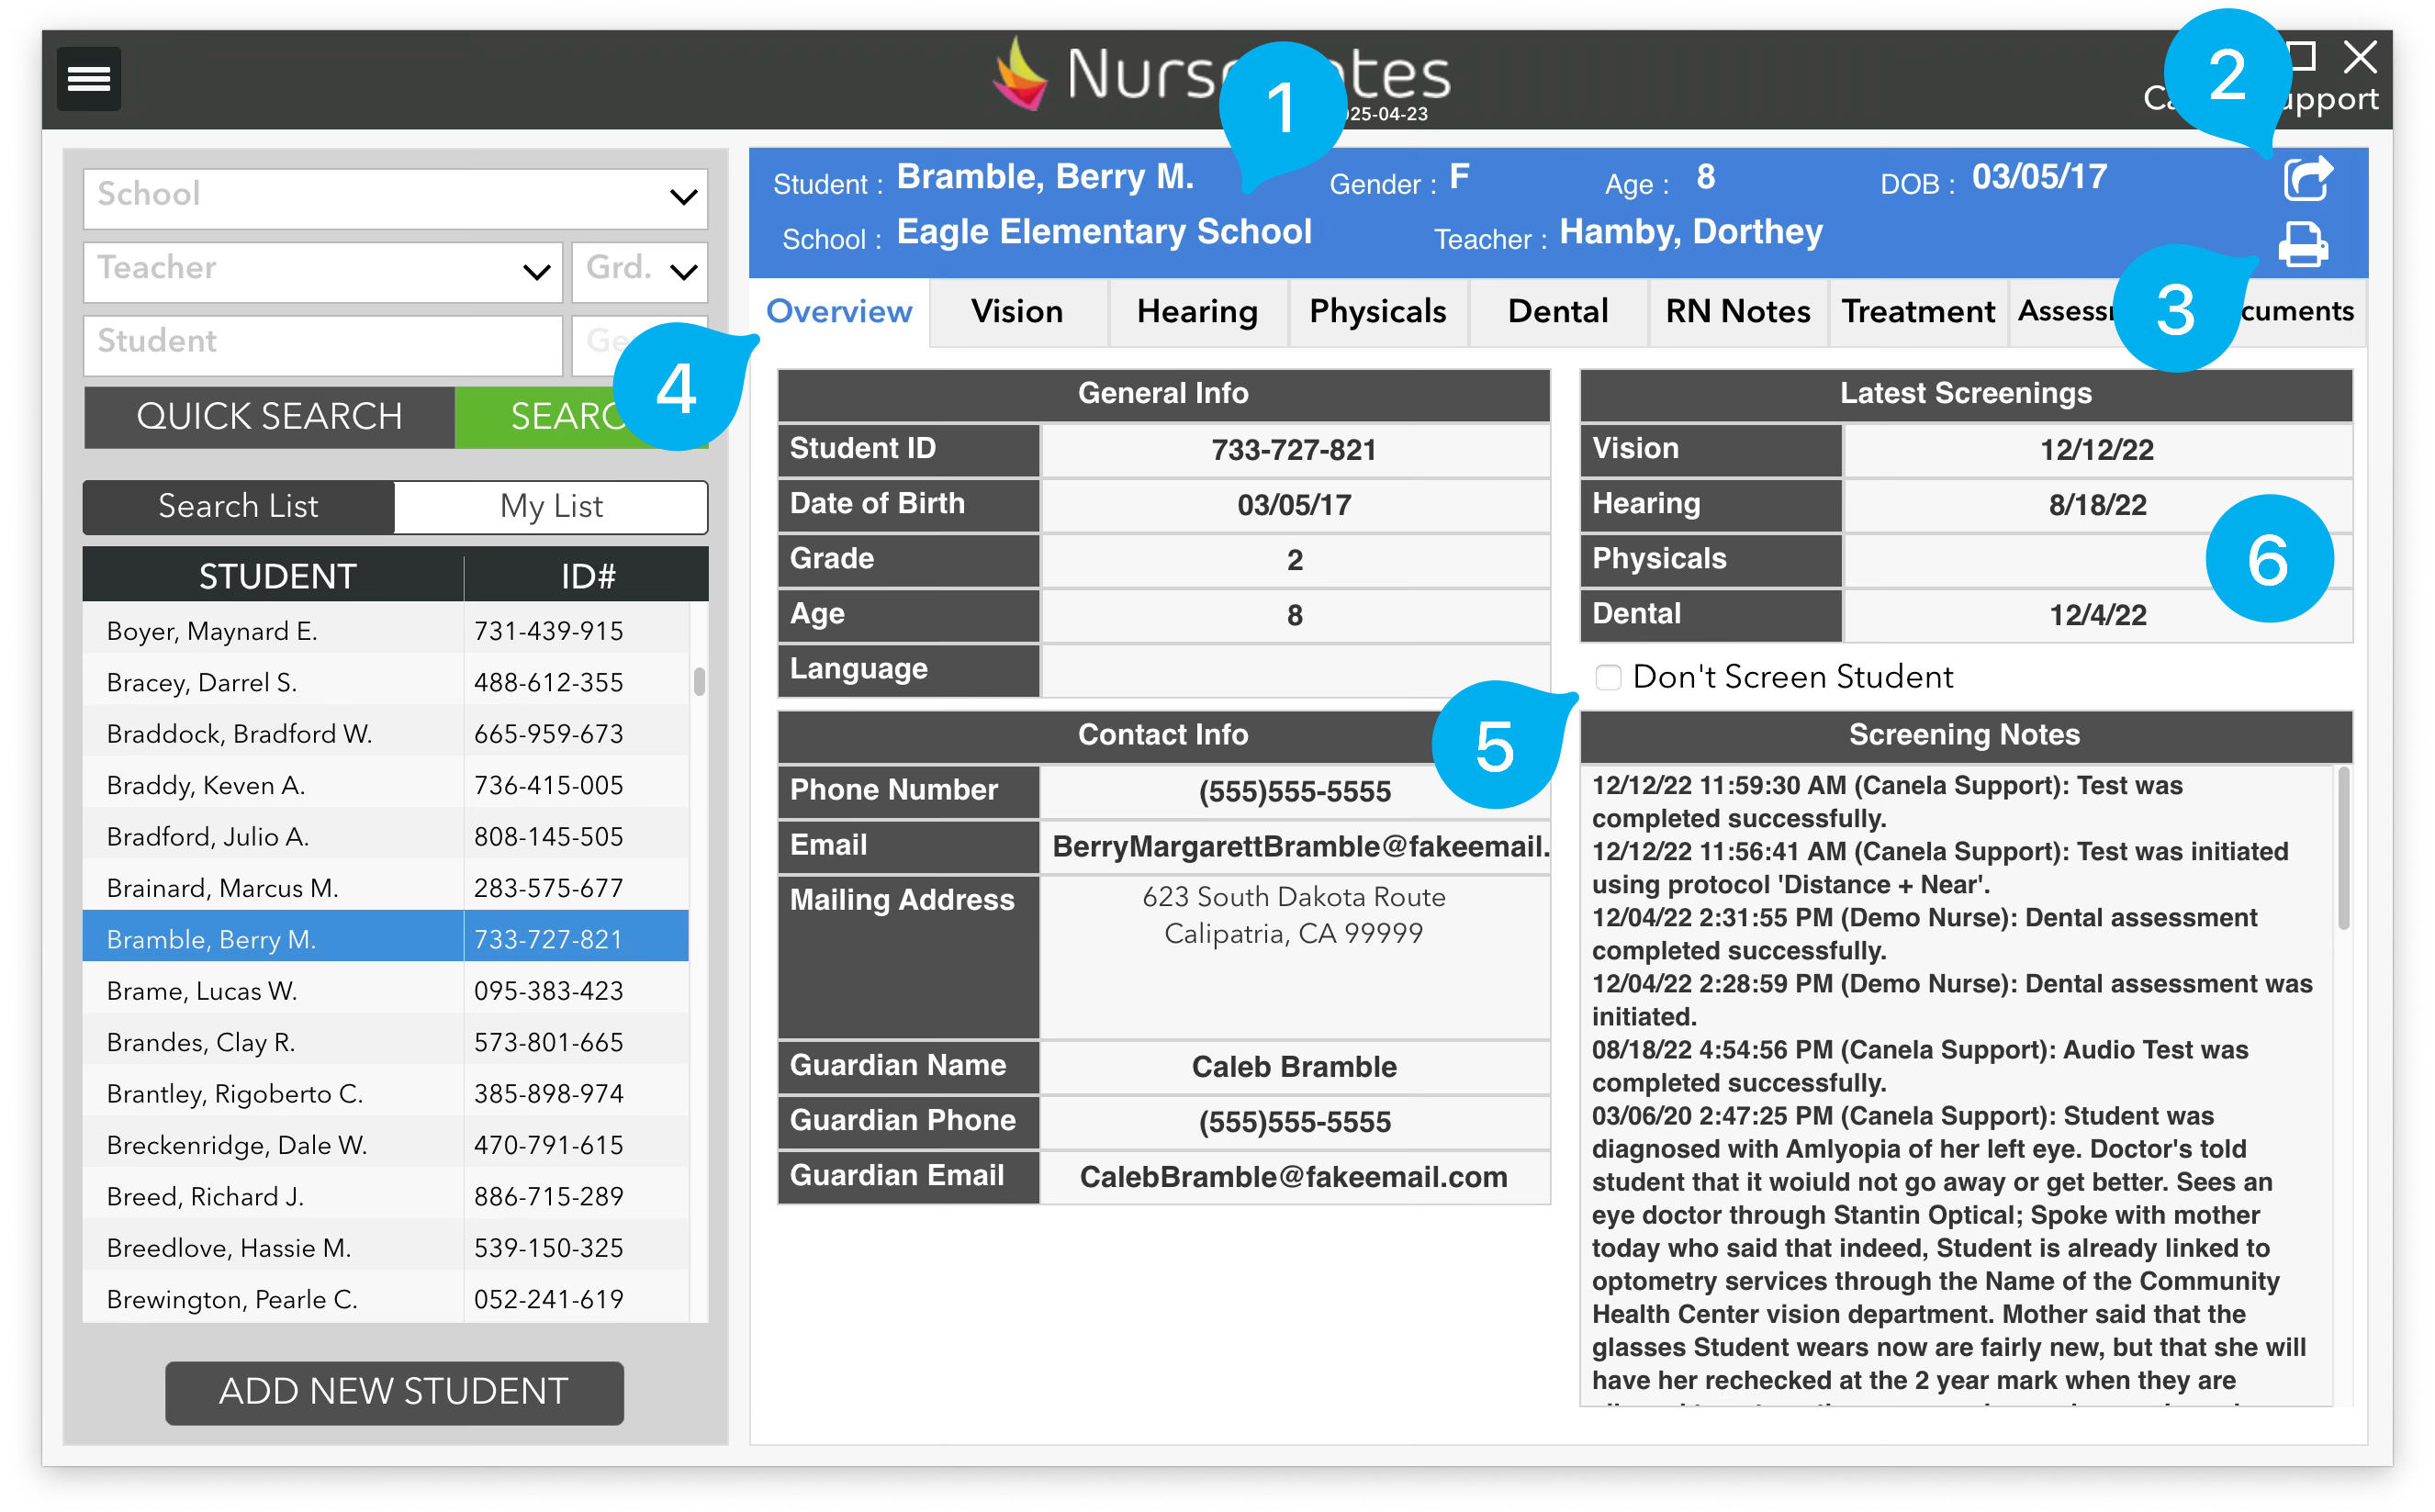 1
2
025-04-23
School
Teacher
Grd.
Student
QUICK SEARCH
Search List
My List
STUDENT ID#
Boyer, Maynard E. 731-439-915
Bracey, Darrel S. 488-612-355
Braddock, Bradford W. 665-959-673
Braddy, Keven A. 736-415-005
Bradford, Julio A. 808-145-505
Brainard, Marcus M. 283-575-677
Bramble, Berry M. 733-727-821
Brame, Lucas W. 095-383-423
Brandes, Clay R. 573-801-665
Brantley, Rigoberto C. 385-898-974
Breckenridge, Dale W. 470-791-615
Breed, Richard J. 886-715-289
Breedlove, Hassie M. 539-150-325
Brewington, Pearle C. 052-241-619
ADD NEW STUDENT
Student : Bramble, Berry M. Gender : F Age : 8 DOB : 03/05/17
School : Eagle Elementary School Teacher : Hamby, Dorthey
3
4
Overview Vision Hearing Physicals Dental RN Notes Treatment
General Info
Student ID 733-727-821
Date of Birth 03/05/17
Grade 2
Age 8
Language
Contact Info
Phone Number (555)555-5555
Email BerryMargarettBramble@fakeemail.
Mailing Address 623 South Dakota Route
Calipatria, CA 99999
Guardian Name Caleb Bramble
Guardian Phone (555)555-5555
Guardian Email CalebBramble@fakeemail.com
Latest Screenings
Vision 12/12/22
Hearing 8/18/22
Physicals
6
Dental 12/4/22
Don't Screen Student
5
Screening Notes
12/12/22 11:59:30 AM (Canela Support): Test was
completed successfully.
12/12/22 11:56:41 AM (Canela Support): Test was initiated
using protocol 'Distance + Near'.
12/04/22 2:31:55 PM (Demo Nurse): Dental assessment
completed successfully.
12/04/22 2:28:59 PM (Demo Nurse): Dental assessment was
initiated.
08/18/22 4:54:56 PM (Canela Support): Audio Test was
completed successfully.
03/06/20 2:47:25 PM (Canela Support): Student was
diagnosed with Amlyopia of her left eye. Doctor's told
student that it woiuld not go away or get better. Sees an
eye doctor through Stantin Optical; Spoke with mother
today who said that indeed, Student is already linked to
optometry services through the Name of the Community
Health Center vision department. Mother said that the
glasses Student wears now are fairly new, but that she will
have her rechecked at the 2 year mark when they are